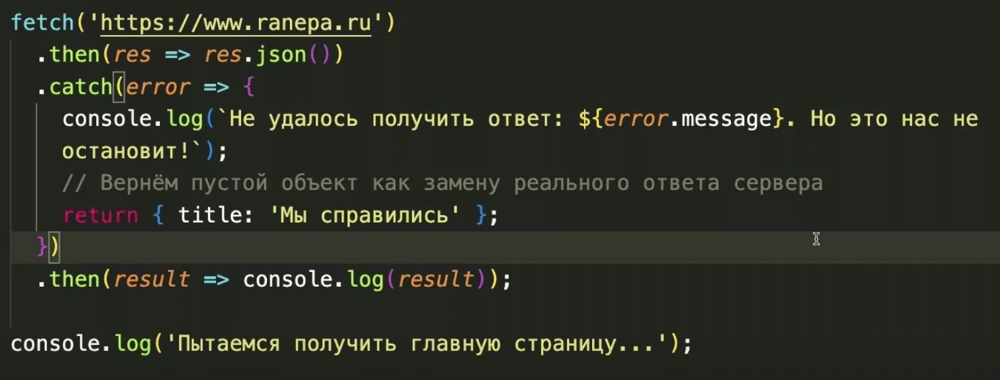 fetch('https://www.ranepa.ru')
  .then(res => res.json())
  .catch(error => {
    console.log(`Не удалось получить ответ: ${error.message}. Но это нас не
    остановит!`);
    // Вернём пустой объект как замену реального ответа сервера
    return { title: 'Мы справились' };
  })
  .then(result => console.log(result));
console.log('Пытаемся получить главную страницу...');